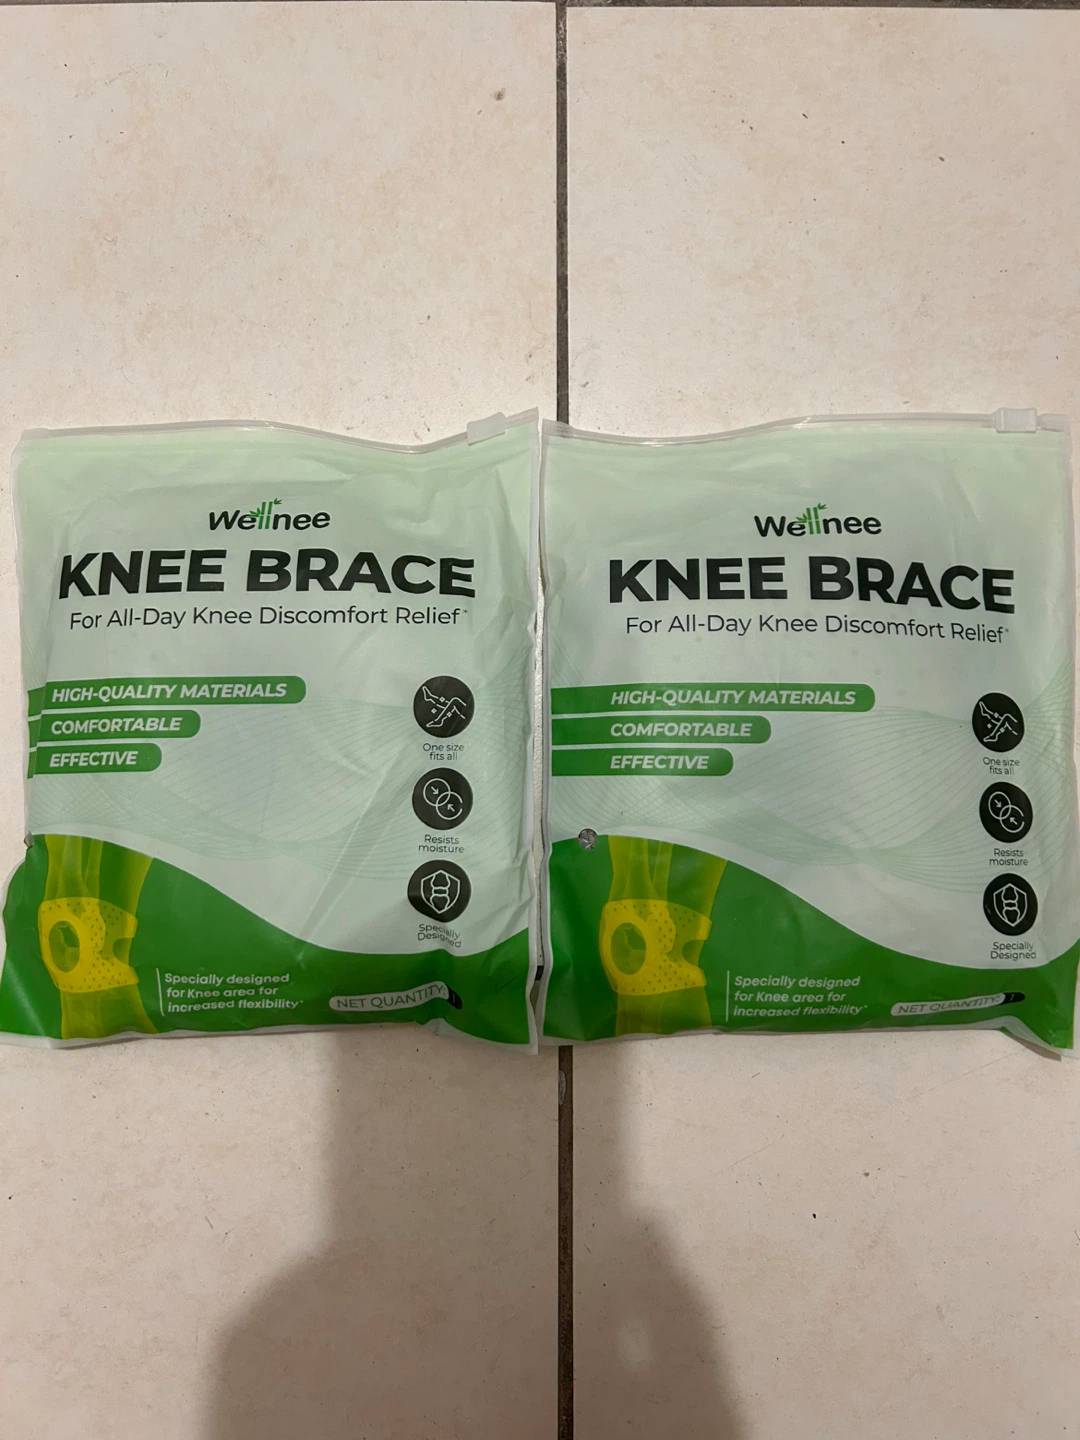 Wellnee
KNEE BRACE
For All-Day Knee Discomfort Relief*
HIGH-QUALITY MATERIALS
COMFORTABLE
EFFECTIVE
One size
fits all
Resists
moisture
Specially
Designed
Specially designed
for Knee area for
increased flexibility*
NET QUANTITY: 1
Wellnee
KNEE BRACE
For All-Day Knee Discomfort Relief*
HIGH-QUALITY MATERIALS
COMFORTABLE
EFFECTIVE
One size
fits all
Resists
moisture
Specially
Designed
Specially designed
for Knee area for
increased flexibility*
NET QUANTITY: 1